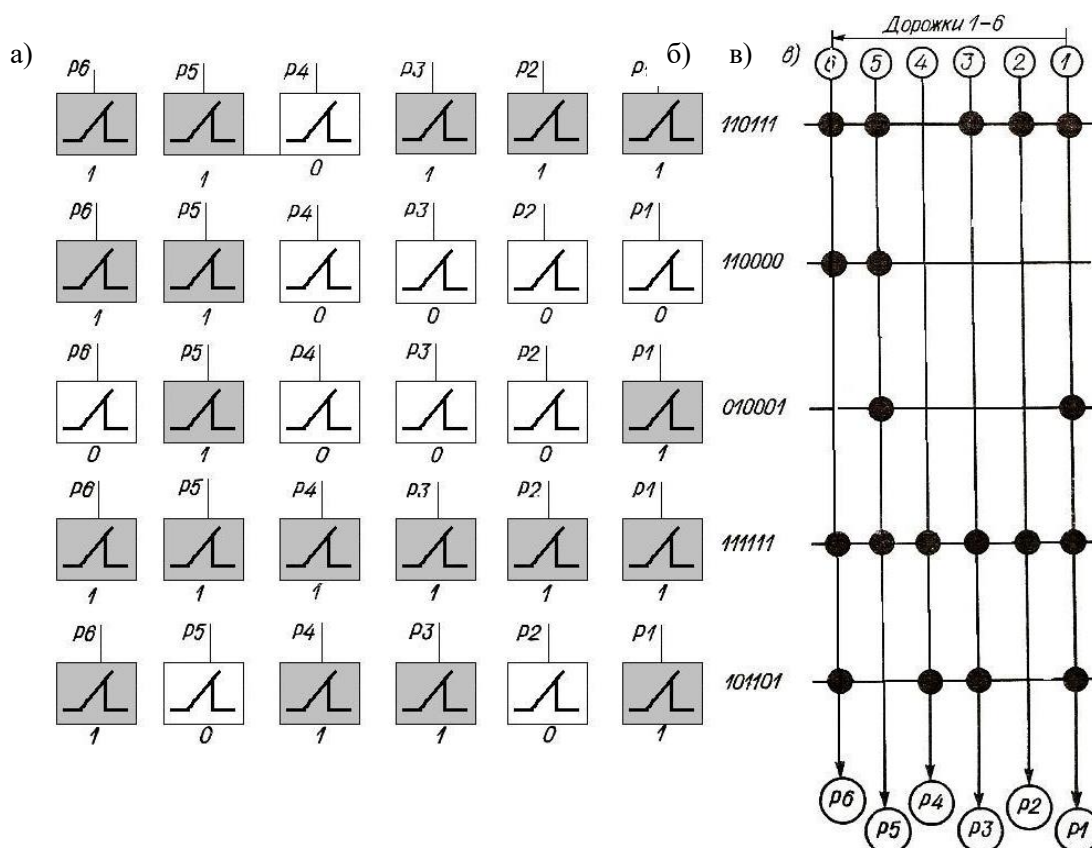 Дорожки 1-6
а) б) в) в) 6 5 4 3 2 1
P6 P5 P4 P3 P2 P1
110111
1 1 0 1 1 1
P6 P5 P4 P3 P2 P1
110000
1 1 0 0 0 0
P6 P5 P4 P3 P2 P1
010001
0 1 0 0 0 1
P6 P5 P4 P3 P2 P1
111111
1 1 1 1 1 1
P6 P5 P4 P3 P2 P1
101101
1 0 1 1 0 1
P6 P4 P2
P5 P3 P1